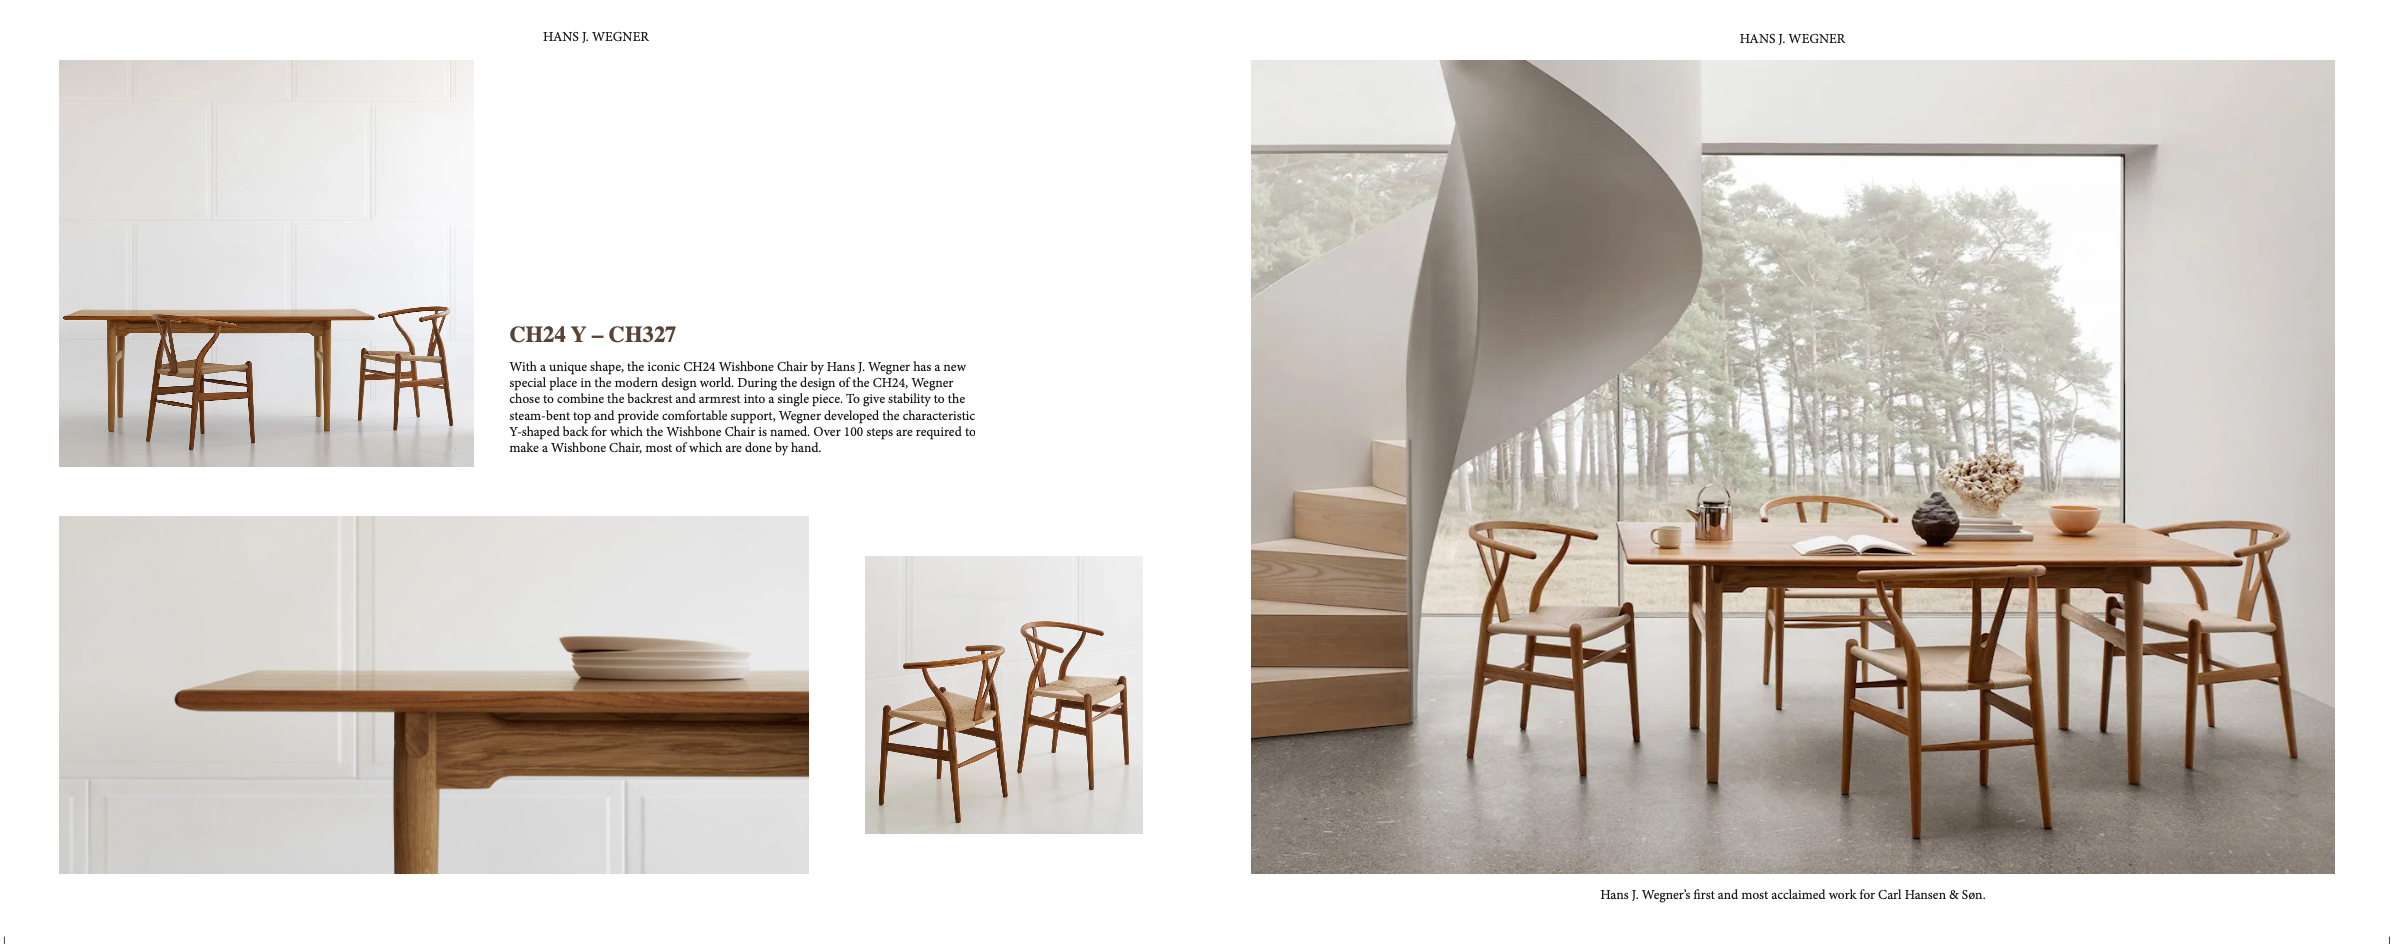 HANS J. WEGNER
CH24 Y – CH327
With a unique shape, the iconic CH24 Wishbone Chair by Hans J. Wegner has a new
special place in the modern design world. During the design of the CH24, Wegner
chose to combine the backrest and armrest into a single piece. To give stability to the
steam-bent top and provide comfortable support, Wegner developed the characteristic
Y-shaped back for which the Wishbone Chair is named. Over 100 steps are required to
make a Wishbone Chair, most of which are done by hand.
HANS J. WEGNER
Hans J. Wegner’s first and most acclaimed work for Carl Hansen & Søn.